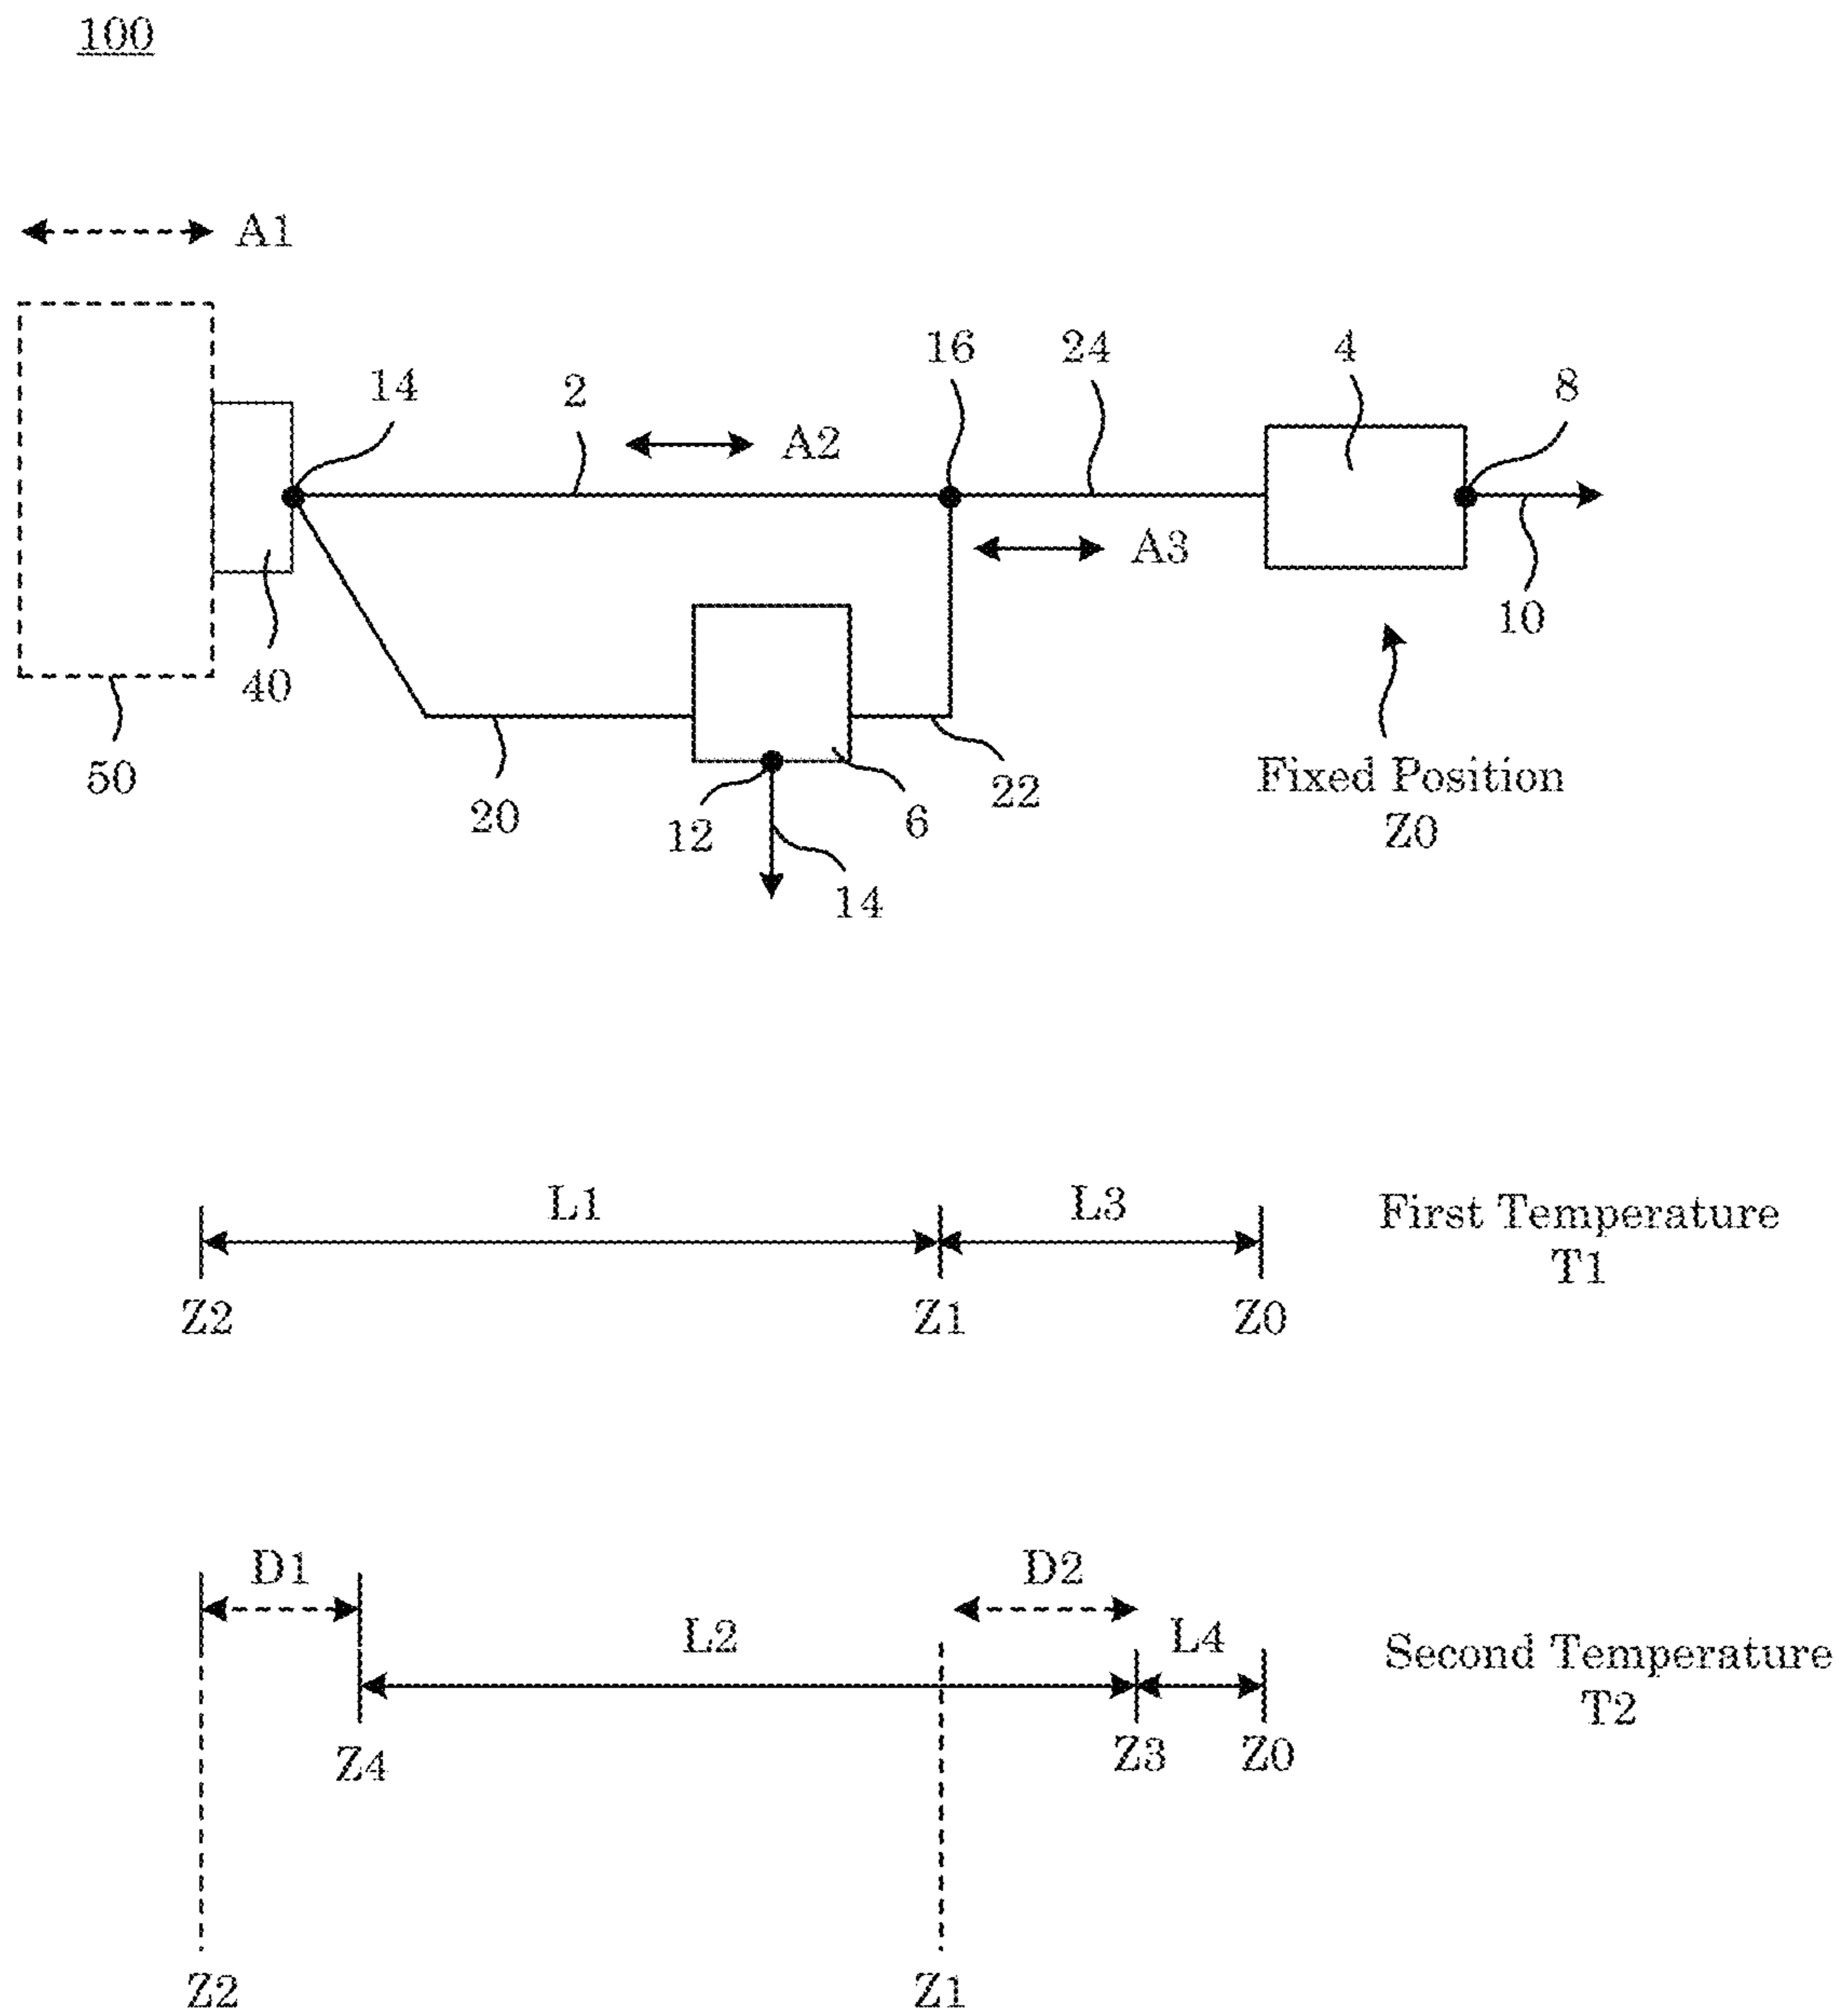 100
A1
14
2
A2
16
24
4
8
A3
10
40
50
20
12
6
22
14
Fixed Position
Z0
L1
L3
First Temperature
T1
Z2
Z1
Z0
D1
D2
L2
L4
Second Temperature
T2
Z4
Z3
Z0
Z2
Z1